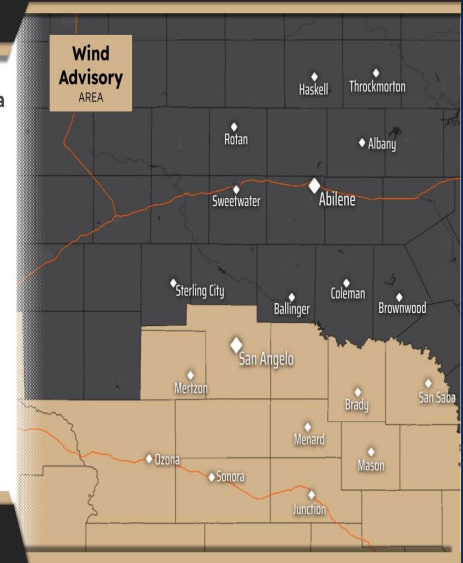 Wind
Advisory
AREA
Haskell
Throckmorton
Rotan
Albany
Sweetwater
Abilene
Sterling City
Ballinger
Coleman
Brownwood
San Angelo
Mertzon
Brady
San Saba
Menard
Mason
Ozona
Sonora
Junction
a